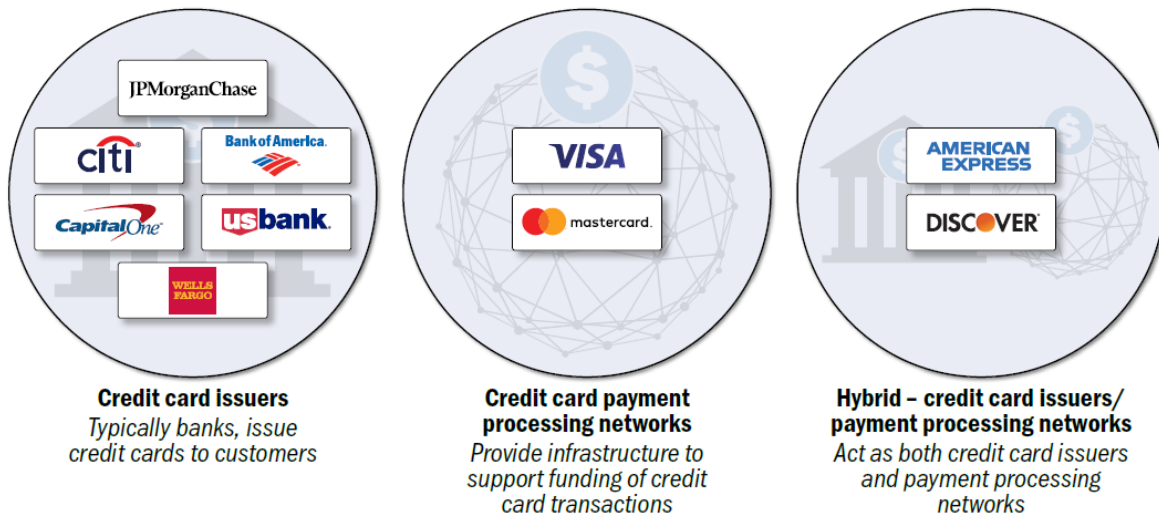 JPMorganChase
citi
Bank of America
CapitalOne
usbank
WELLS
FARGO
Credit card issuers
Typically banks, issue
credit cards to customers
$
VISA
mastercard.
Credit card payment
processing networks
Provide infrastructure to
support funding of credit
card transactions
$
$
AMERICAN
EXPRESS
DISCOVER
Hybrid – credit card issuers/
payment processing networks
Act as both credit card issuers
and payment processing
networks